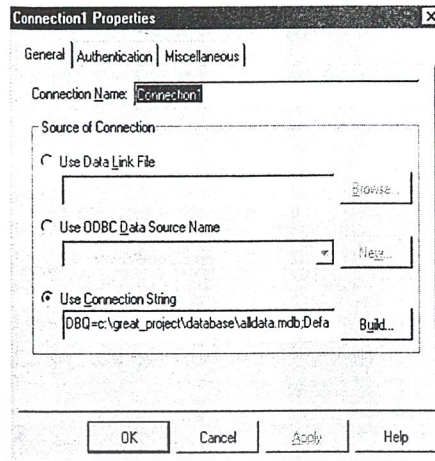 Connection1 Properties
General Authentication Miscellaneous
Connection Name: Connection1
Source of Connection
Use Data Link File
Browse...
Use ODBC Data Source Name
New...
Use Connection String
DBQ=c:\great_project\database\alldata.mdb;Defa
Build...
OK Cancel Apply Help